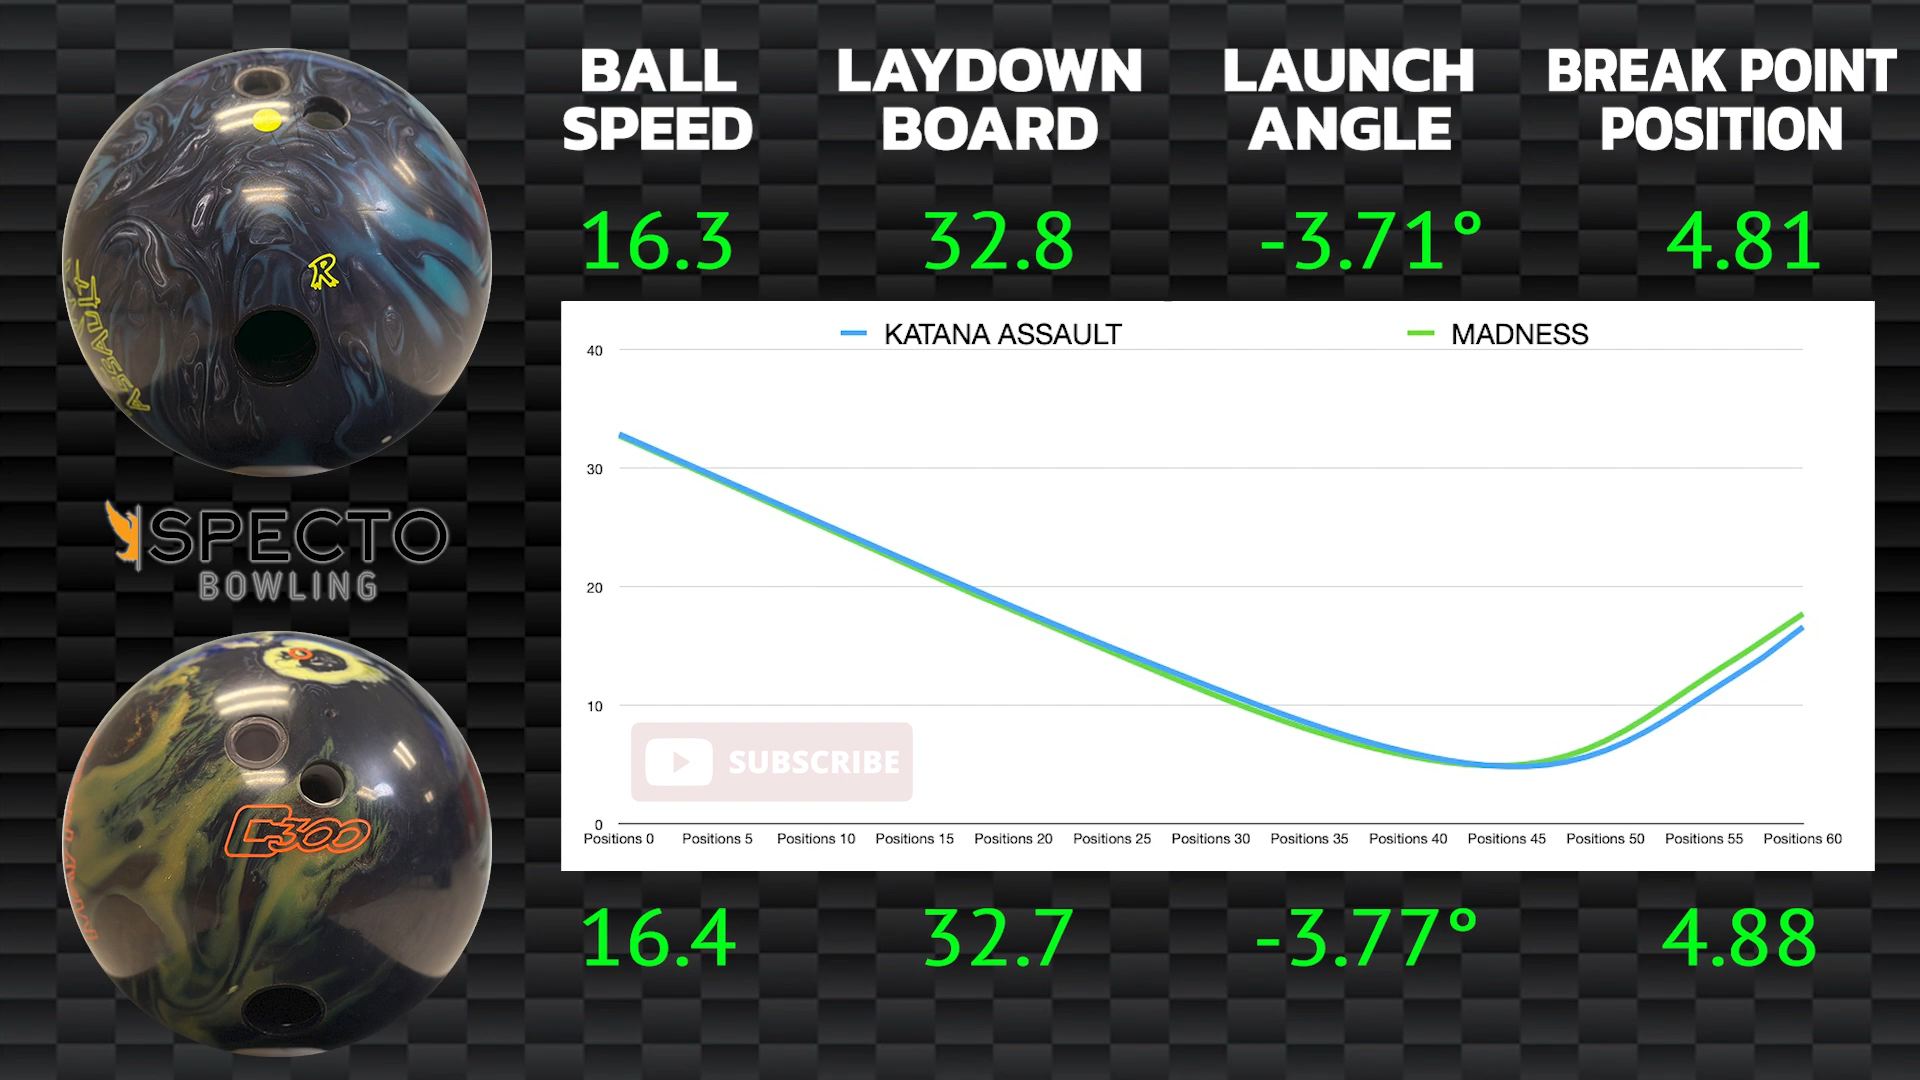 BALL SPEED
LAYDOWN BOARD
LAUNCH ANGLE
BREAK POINT POSITION
16.3
32.8
-3.71°
4.81
R
ASSAULT
SPECTO
BOWLING
KATANA ASSAULT
MADNESS
40
30
20
10
0
SUBSCRIBE
Positions 0
Positions 5
Positions 10
Positions 15
Positions 20
Positions 25
Positions 30
Positions 35
Positions 40
Positions 45
Positions 50
Positions 55
Positions 60
C300
16.4
32.7
-3.77°
4.88